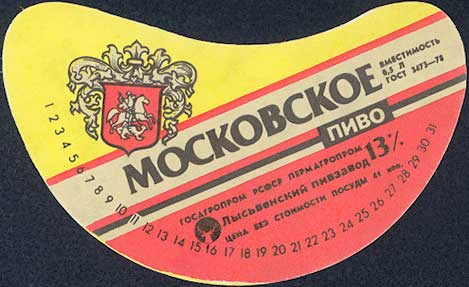 МОСКОВСКОЕ
ВМЕСТИМОСТЬ
0,5 Л
ГОСТ 3473—78
ПИВО
ГОСАГРОПРОМ РСФСР ПЕРМАГРОПРОМ
Лысьвенский пивзавод 13%
ЦЕНА БЕЗ СТОИМОСТИ ПОСУДЫ 41 коп.
1 2 3 4 5 6 7 8 9 10 11 12 13 14 15 16 17 18 19 20 21 22 23 24 25 26 27 28 29 30 31